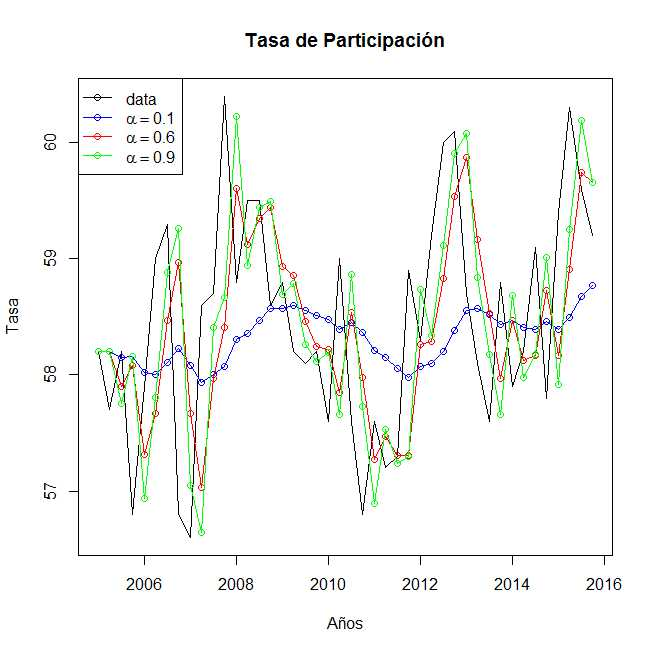 Tasa de Participación
data
α = 0.1
α = 0.6
α = 0.9
Tasa
60
59
58
57
2006 2008 2010 2012 2014 2016
Años